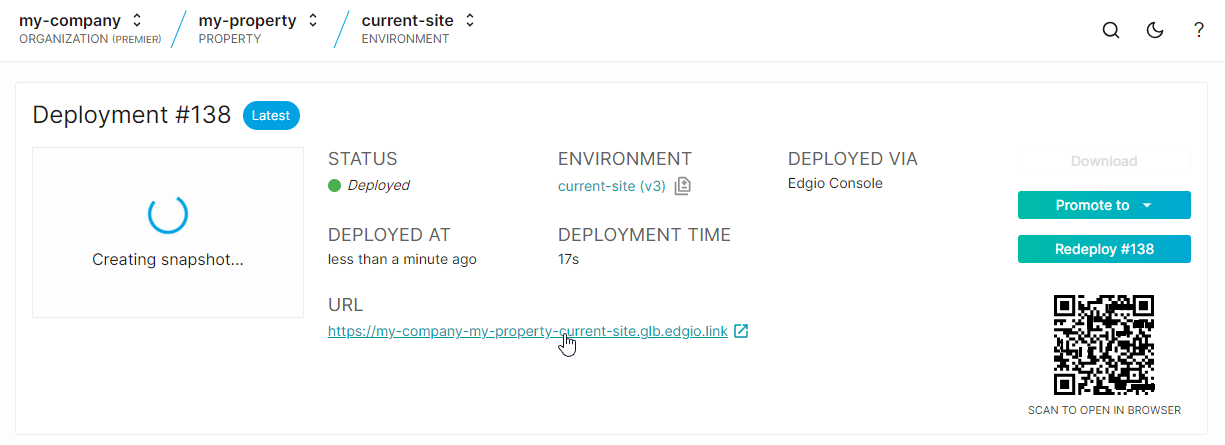 my-company my-property current-site
ORGANIZATION (PREMIER) PROPERTY ENVIRONMENT
?
Deployment #138 Latest
Creating snapshot...
STATUS ENVIRONMENT DEPLOYED VIA
Deployed current-site (v3) Edgio Console
DEPLOYED AT DEPLOYMENT TIME
less than a minute ago 17s
URL
https://my-company-my-property-current-site.glb.edgio.link
Download
Promote to
Redeploy #138
SCAN TO OPEN IN BROWSER